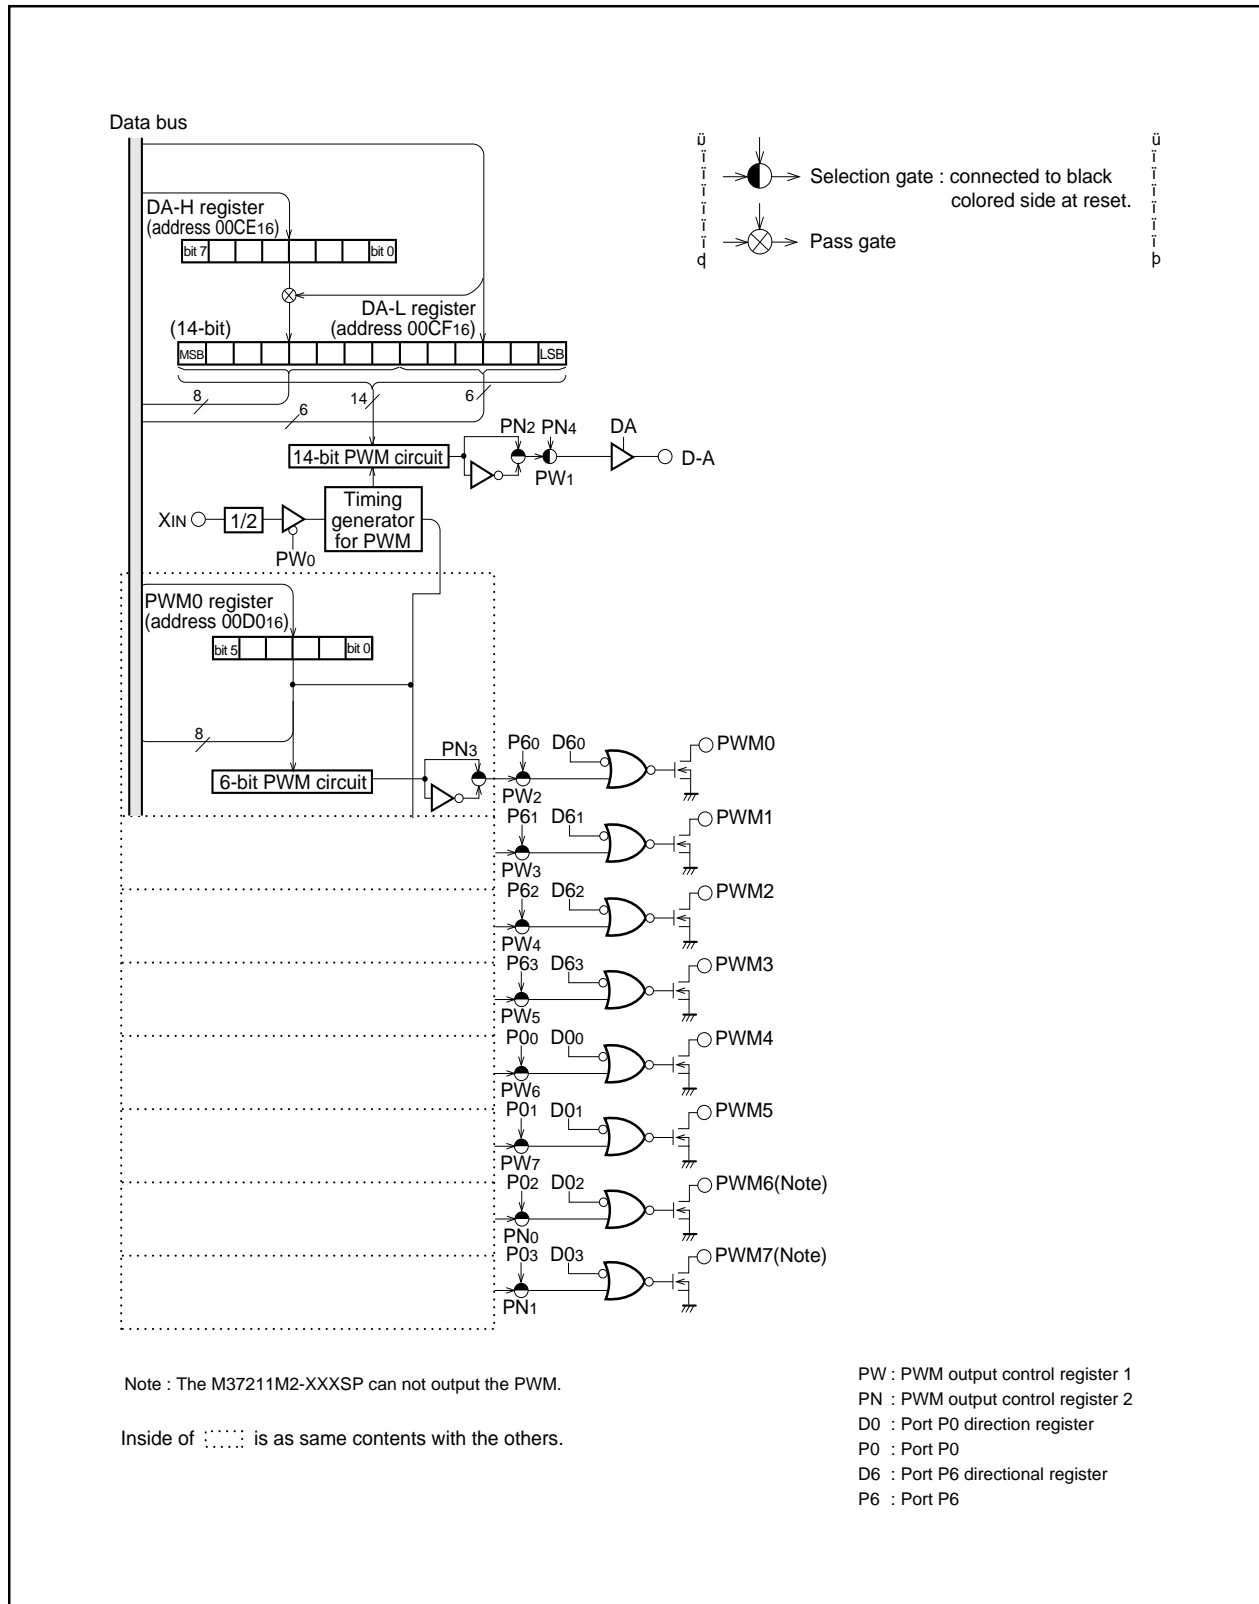 Data bus
DA-H register
(address 00CE16)
bit 7
bit 0
DA-L register
(address 00CF16)
(14-bit)
MSB
LSB
8
14
6
6
14-bit PWM circuit
PN2
PN4
PW1
DA
D-A
XIN
1/2
PW0
Timing
generator
for PWM
PWM0 register
(address 00D016)
bit 5
bit 0
8
6-bit PWM circuit
PN3
P60
D60
PWM0
PW2
P61
D61
PWM1
PW3
P62
D62
PWM2
PW4
P63
D63
PWM3
PW5
P00
D00
PWM4
PW6
P01
D01
PWM5
PW7
P02
D02
PWM6(Note)
PN0
P03
D03
PWM7(Note)
PN1
ü
ï
ï
ï
ï
ï
ï
q
Selection gate : connected to black
colored side at reset.
Pass gate
ü
ï
ï
ï
ï
ï
ï
þ
Note : The M37211M2-XXXSP can not output the PWM.
Inside of is as same contents with the others.
PW : PWM output control register 1
PN : PWM output control register 2
D0 : Port P0 direction register
P0 : Port P0
D6 : Port P6 directional register
P6 : Port P6